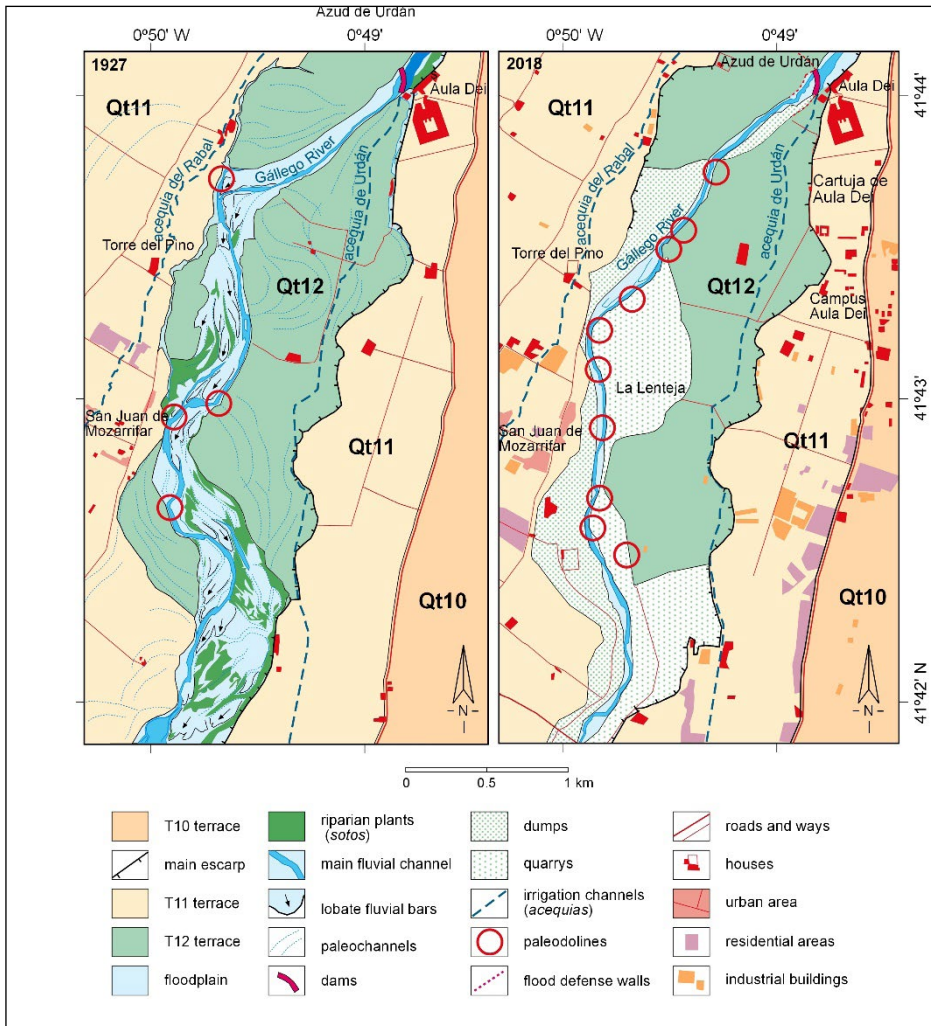 Azud de Urdán
0°50' W
0°49'
0°50' W
0°49'
1927
Qt11
Aula Dei
acequia del Rabal
Gállego River
acequia de Urdán
Torre del Pino
Qt12
San Juan de
Mozarrifar
Qt11
Qt10
N
2018
Azud de Urdán
Qt11
Aula Dei
41°44'
acequia del Rabal
acequia de Urdán
Cartuja de
Aula Dei
Gállego River
Torre del Pino
Qt12
Campus
Aula Dei
La Lenteja
41°43'
San Juan de
Mozarrifar
Qt11
Qt10
41°42' N
N
0 0.5 1 km
T10 terrace
main escarp
T11 terrace
T12 terrace
floodplain
riparian plants
(sotos)
main fluvial channel
lobate fluvial bars
paleochannels
dams
dumps
quarrys
irrigation channels
(acequias)
paleodolines
flood defense walls
roads and ways
houses
urban area
residential areas
industrial buildings